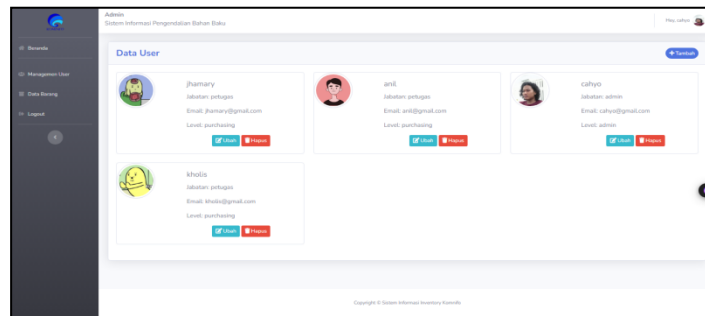 Admin
Sistem Informasi Pengendalian Bahan Baku
Hay, cahyo
Beranda
Managemen User
Data Barang
Logout
Data User
+Tambah
jhamary
Jabatan: petugas
Email: jhamary@gmail.com
Level: purchasing
Ubah Hapus
anil
Jabatan: petugas
Email: anil@gmail.com
Level: purchasing
Ubah Hapus
cahyo
Jabatan: admin
Email: cahyo@gmail.com
Level: admin
Ubah Hapus
kholis
Jabatan: petugas
Email: kholis@gmail.com
Level: purchasing
Ubah Hapus
Copyright © Sistem Informasi Inventory Kominfo